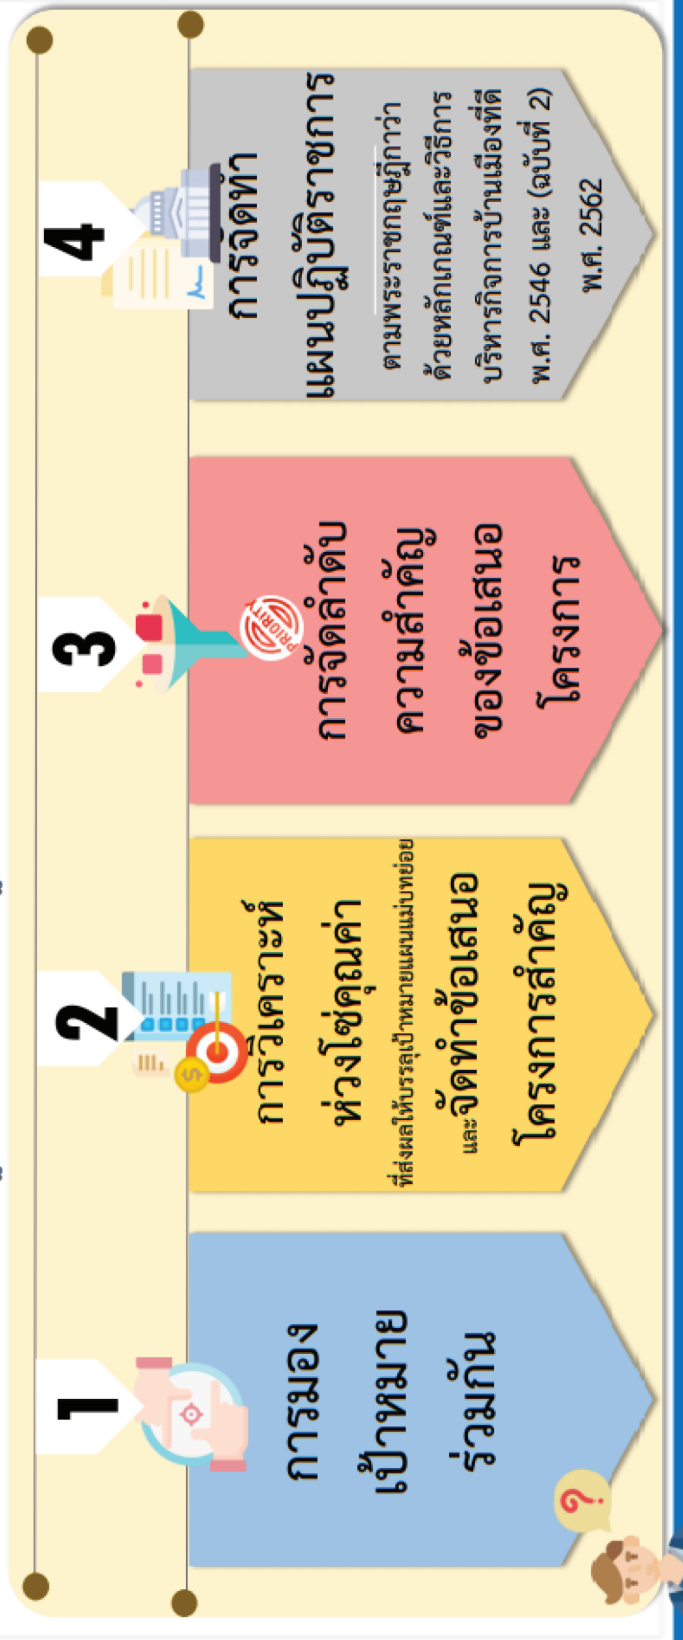 1
การมอง
เป้าหมาย
ร่วมกัน
?
2
การวิเคราะห์
ห่วงโซ่คุณค่า
ที่ส่งผลให้บรรลุเป้าหมายแผนแม่บทย่อย
และจัดทำข้อเสนอ
โครงการสำคัญ
$
3
PRIORITY
การจัดลำดับ
ความสำคัญ
ของข้อเสนอ
โครงการ
4
การจัดทำ
แผนปฏิบัติราชการ
ตามพระราชกฤษฎีกาว่า
ด้วยหลักเกณฑ์และวิธีการ
บริหารกิจการบ้านเมืองที่ดี
พ.ศ. 2546 และ (ฉบับที่ 2)
พ.ศ. 2562